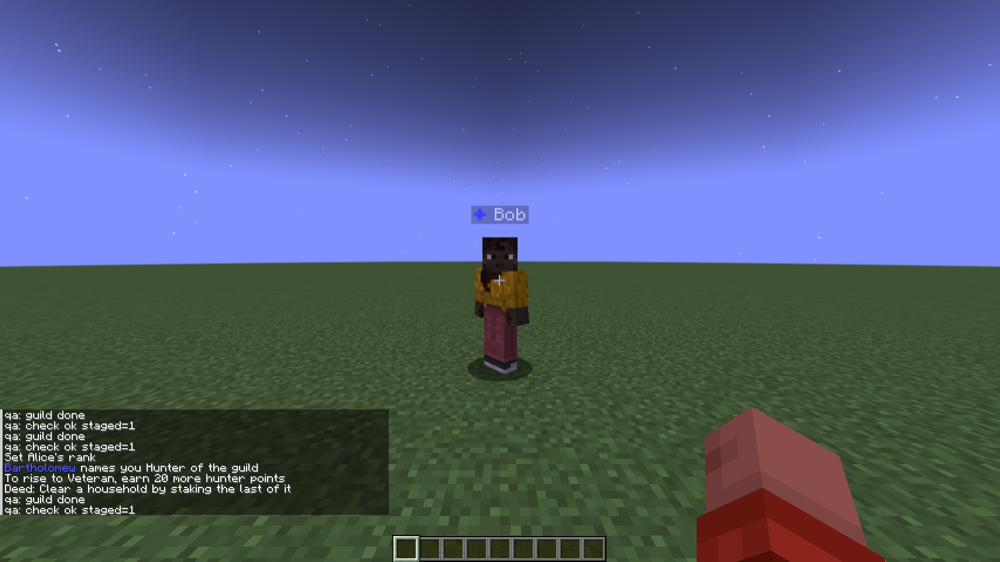 Bob
qa: guild done
qa: check ok staged=1
qa: guild done
qa: check ok staged=1
Set Alice's rank
Bartholomew names you Hunter of the guild
To rise to Veteran, earn 20 more hunter points
Deed: Clear a household by staking the last of it
qa: guild done
qa: check ok staged=1